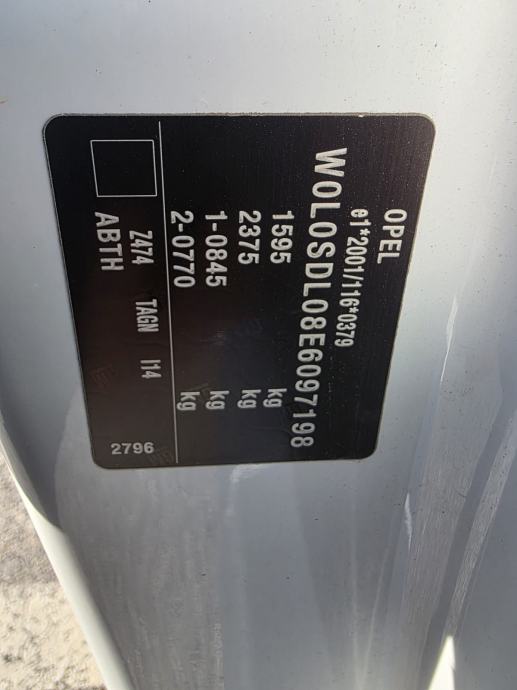 OPEL
e1*2001/116*0379
W0L0SDL08E6097198
1595 kg
2375 kg
1-0845 kg
2-0770 kg
Z474 TAGN I14
ABTH
2796